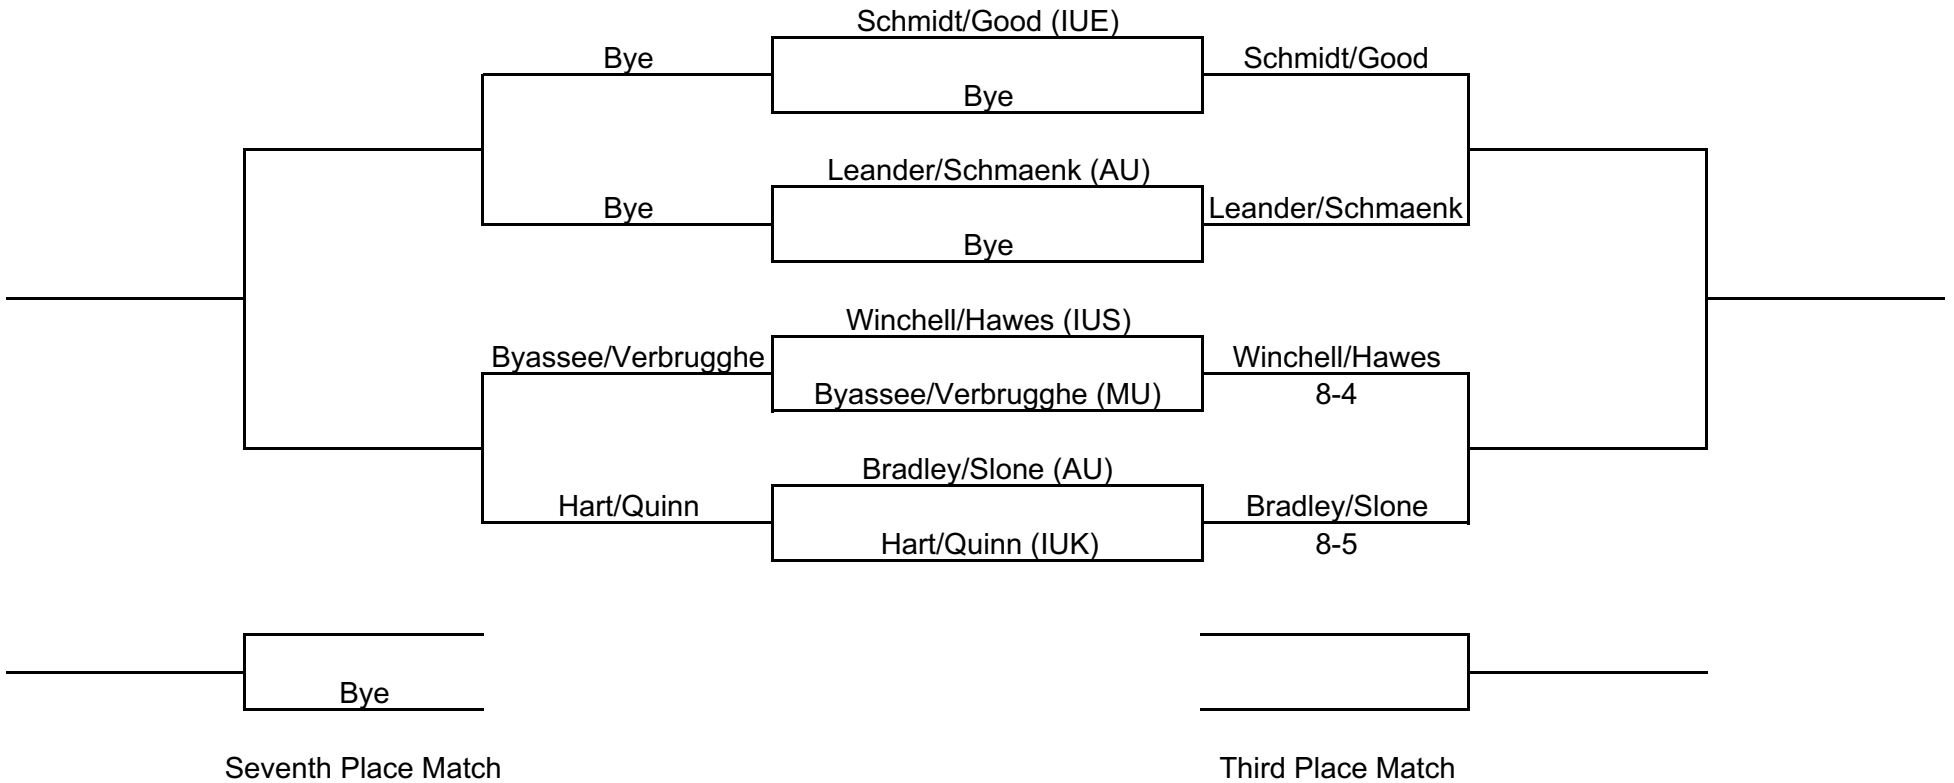 Schmidt/Good (IUE)
Bye
Schmidt/Good
Bye
Leander/Schmaenk (AU)
Bye
Leander/Schmaenk
Bye
Winchell/Hawes (IUS)
Byassee/Verbrugghe
Winchell/Hawes
Byassee/Verbrugghe (MU)
8-4
Bradley/Slone (AU)
Hart/Quinn
Bradley/Slone
Hart/Quinn (IUK)
8-5
Bye
Seventh Place Match
Third Place Match